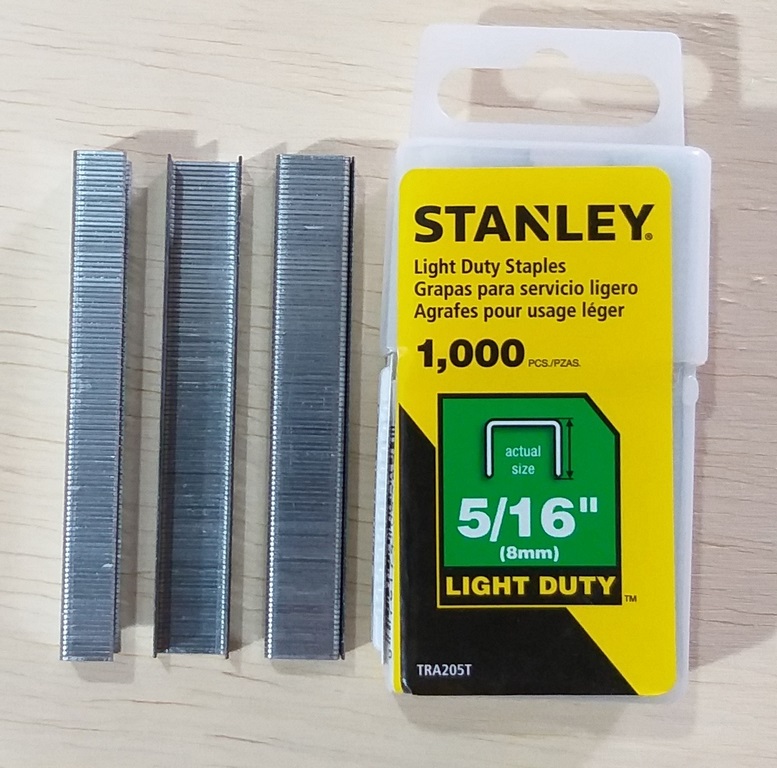 STANLEY®
Light Duty Staples
Grapas para servicio ligero
Agrafes pour usage léger
1,000 PCS./PZAS.
actual
size
5/16"
(8mm)
LIGHT DUTY™
TRA205T